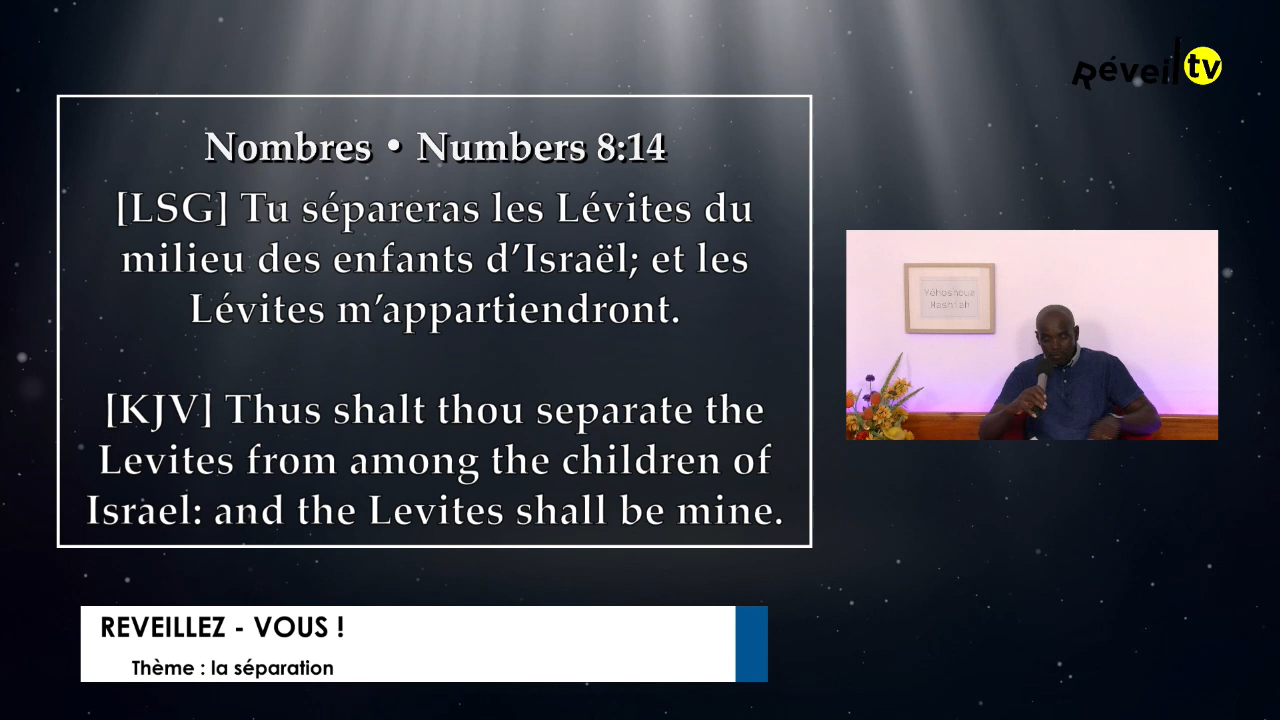 Réveil tv
Nombres • Numbers 8:14
[LSG] Tu sépareras les Lévites du
milieu des enfants d’Israël; et les
Lévites m’appartiendront.
[KJV] Thus shalt thou separate the
Levites from among the children of
Israel: and the Levites shall be mine.
Yéhoshoua
Mashiah
REVEILLEZ - VOUS !
Thème : la séparation